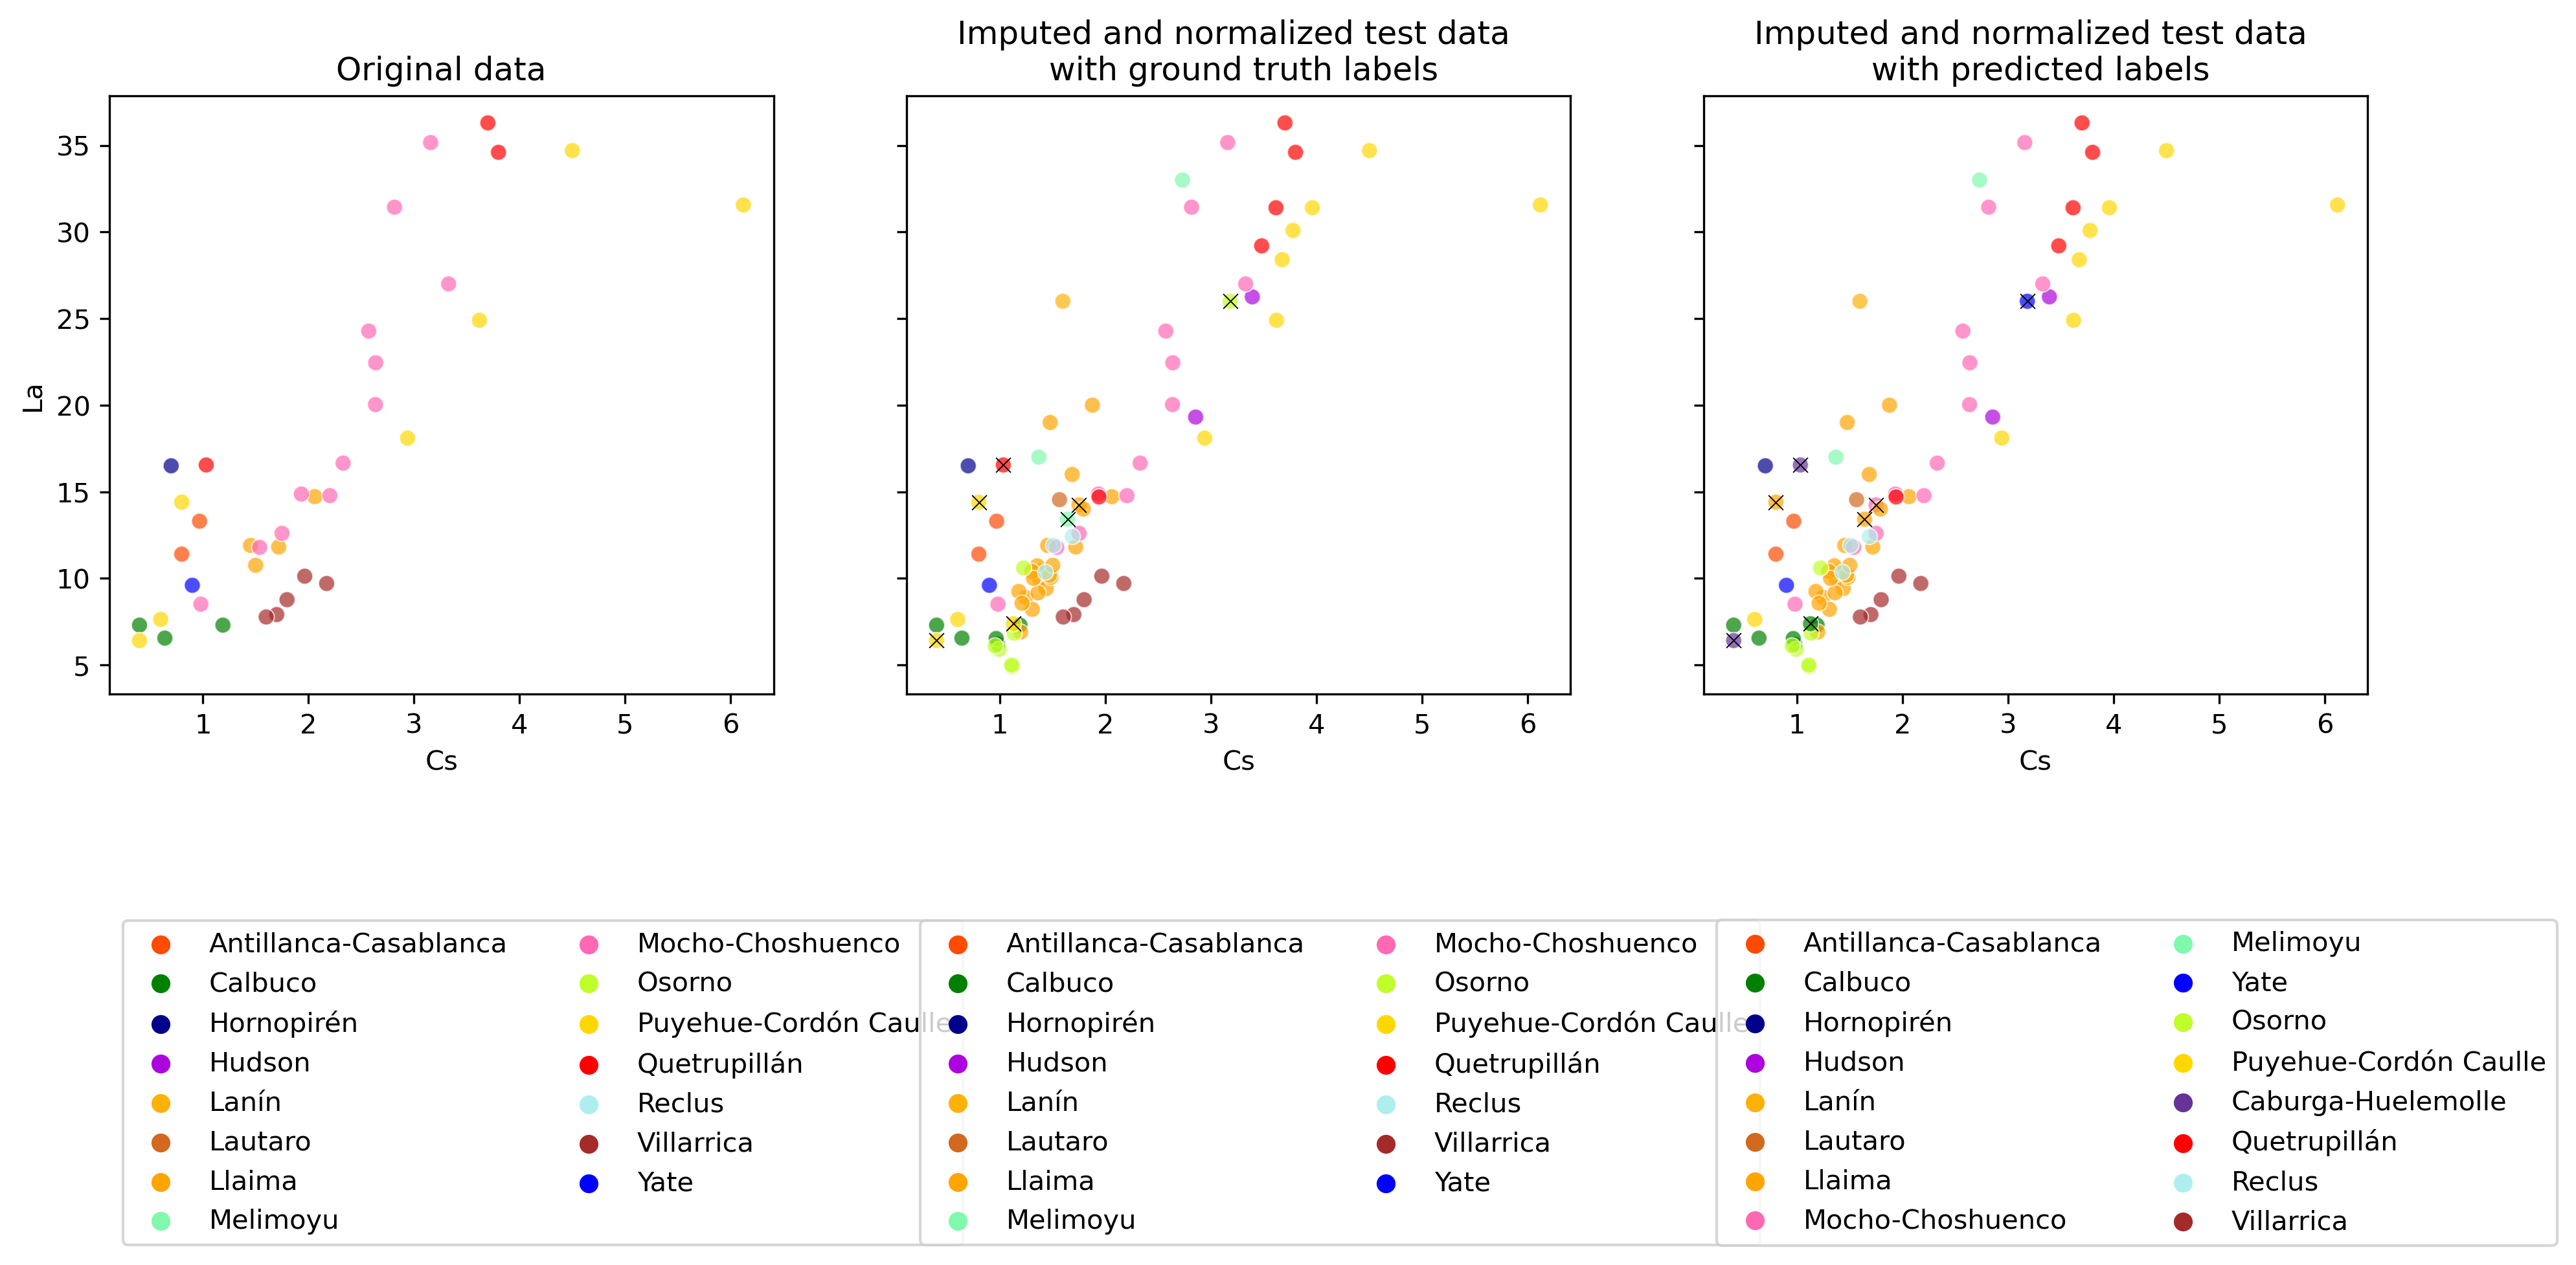 Original data
Imputed and normalized test data
with ground truth labels
Imputed and normalized test data
with predicted labels
La
35
30
25
20
15
10
5
1 2 3 4 5 6
Cs
1 2 3 4 5 6
Cs
1 2 3 4 5 6
Cs
Antillanca-Casablanca
Calbuco
Hornopirén
Hudson
Lanín
Lautaro
Llaima
Melimoyu
Mocho-Choshuenco
Osorno
Puyehue-Cordón Caulle
Quetrupillán
Reclus
Villarrica
Yate
Antillanca-Casablanca
Calbuco
Hornopirén
Hudson
Lanín
Lautaro
Llaima
Melimoyu
Mocho-Choshuenco
Osorno
Puyehue-Cordón Caulle
Quetrupillán
Reclus
Villarrica
Yate
Antillanca-Casablanca
Calbuco
Hornopirén
Hudson
Lanín
Lautaro
Llaima
Mocho-Choshuenco
Melimoyu
Yate
Osorno
Puyehue-Cordón Caulle
Caburga-Huelemolle
Quetrupillán
Reclus
Villarrica